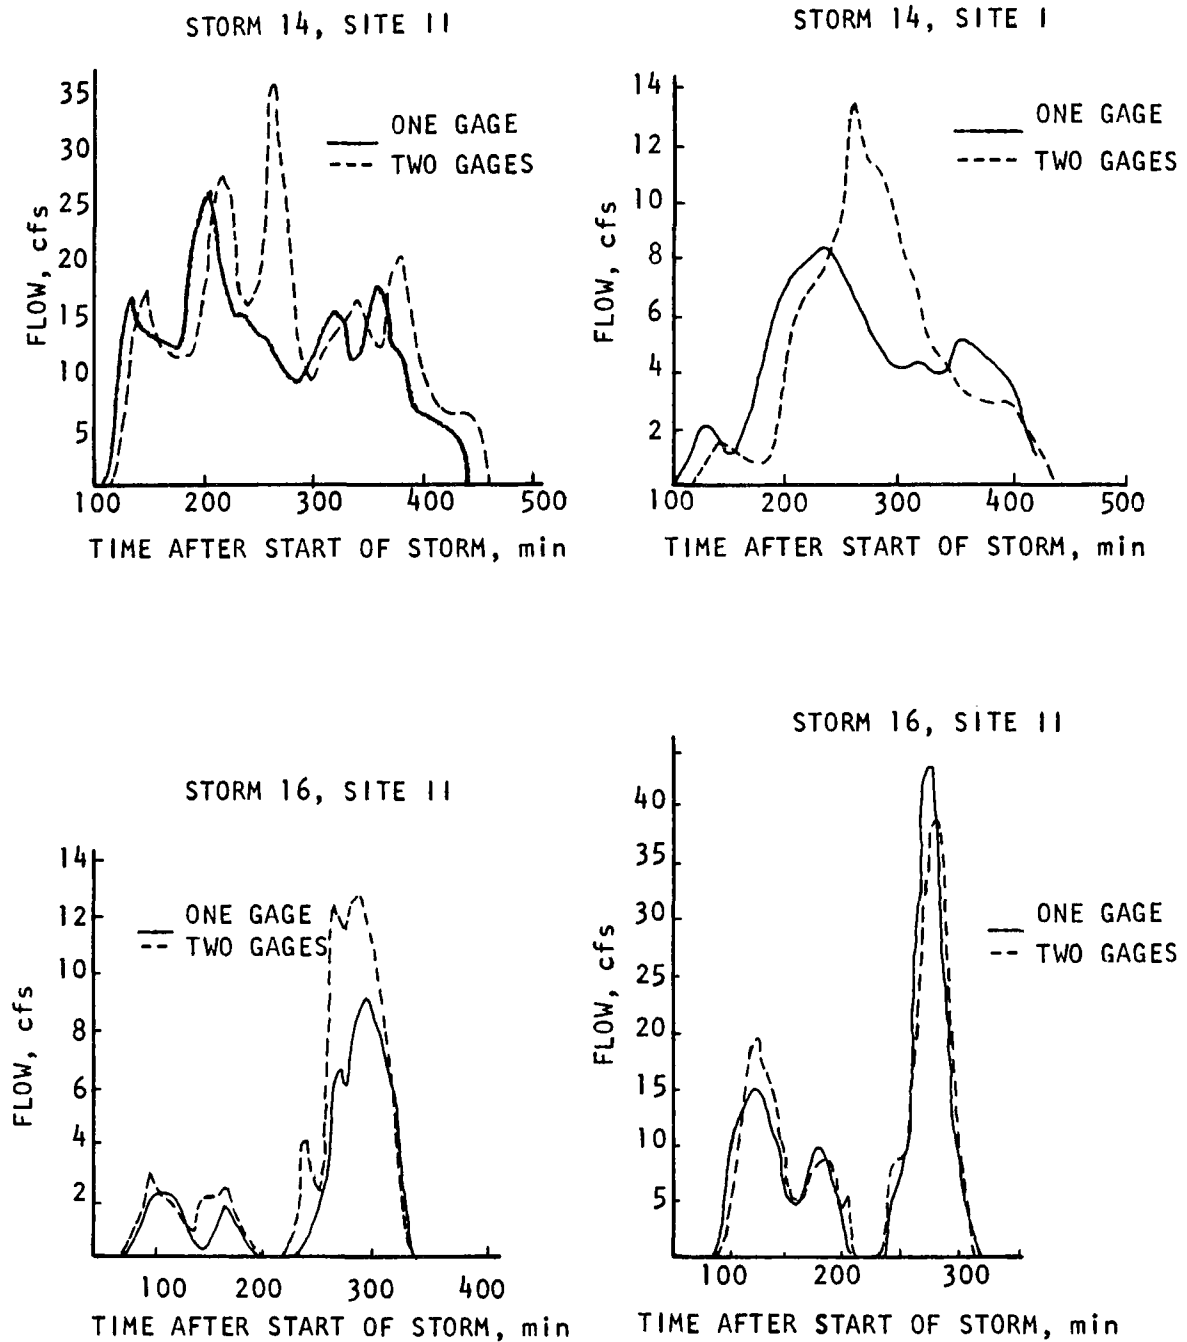 STORM 14, SITE II
35
30
25
20
15
10
5
FLOW, cfs
ONE GAGE
TWO GAGES
100 200 300 400 500
TIME AFTER START OF STORM, min
STORM 14, SITE I
14
12
10
8
6
4
2
FLOW, cfs
ONE GAGE
TWO GAGES
100 200 300 400 500
TIME AFTER START OF STORM, min
STORM 16, SITE II
14
12
10
8
6
4
2
FLOW, cfs
ONE GAGE
TWO GAGES
100 200 300 400
TIME AFTER START OF STORM, min
STORM 16, SITE II
40
35
30
25
20
15
10
5
FLOW, cfs
ONE GAGE
TWO GAGES
100 200 300
TIME AFTER START OF STORM, min